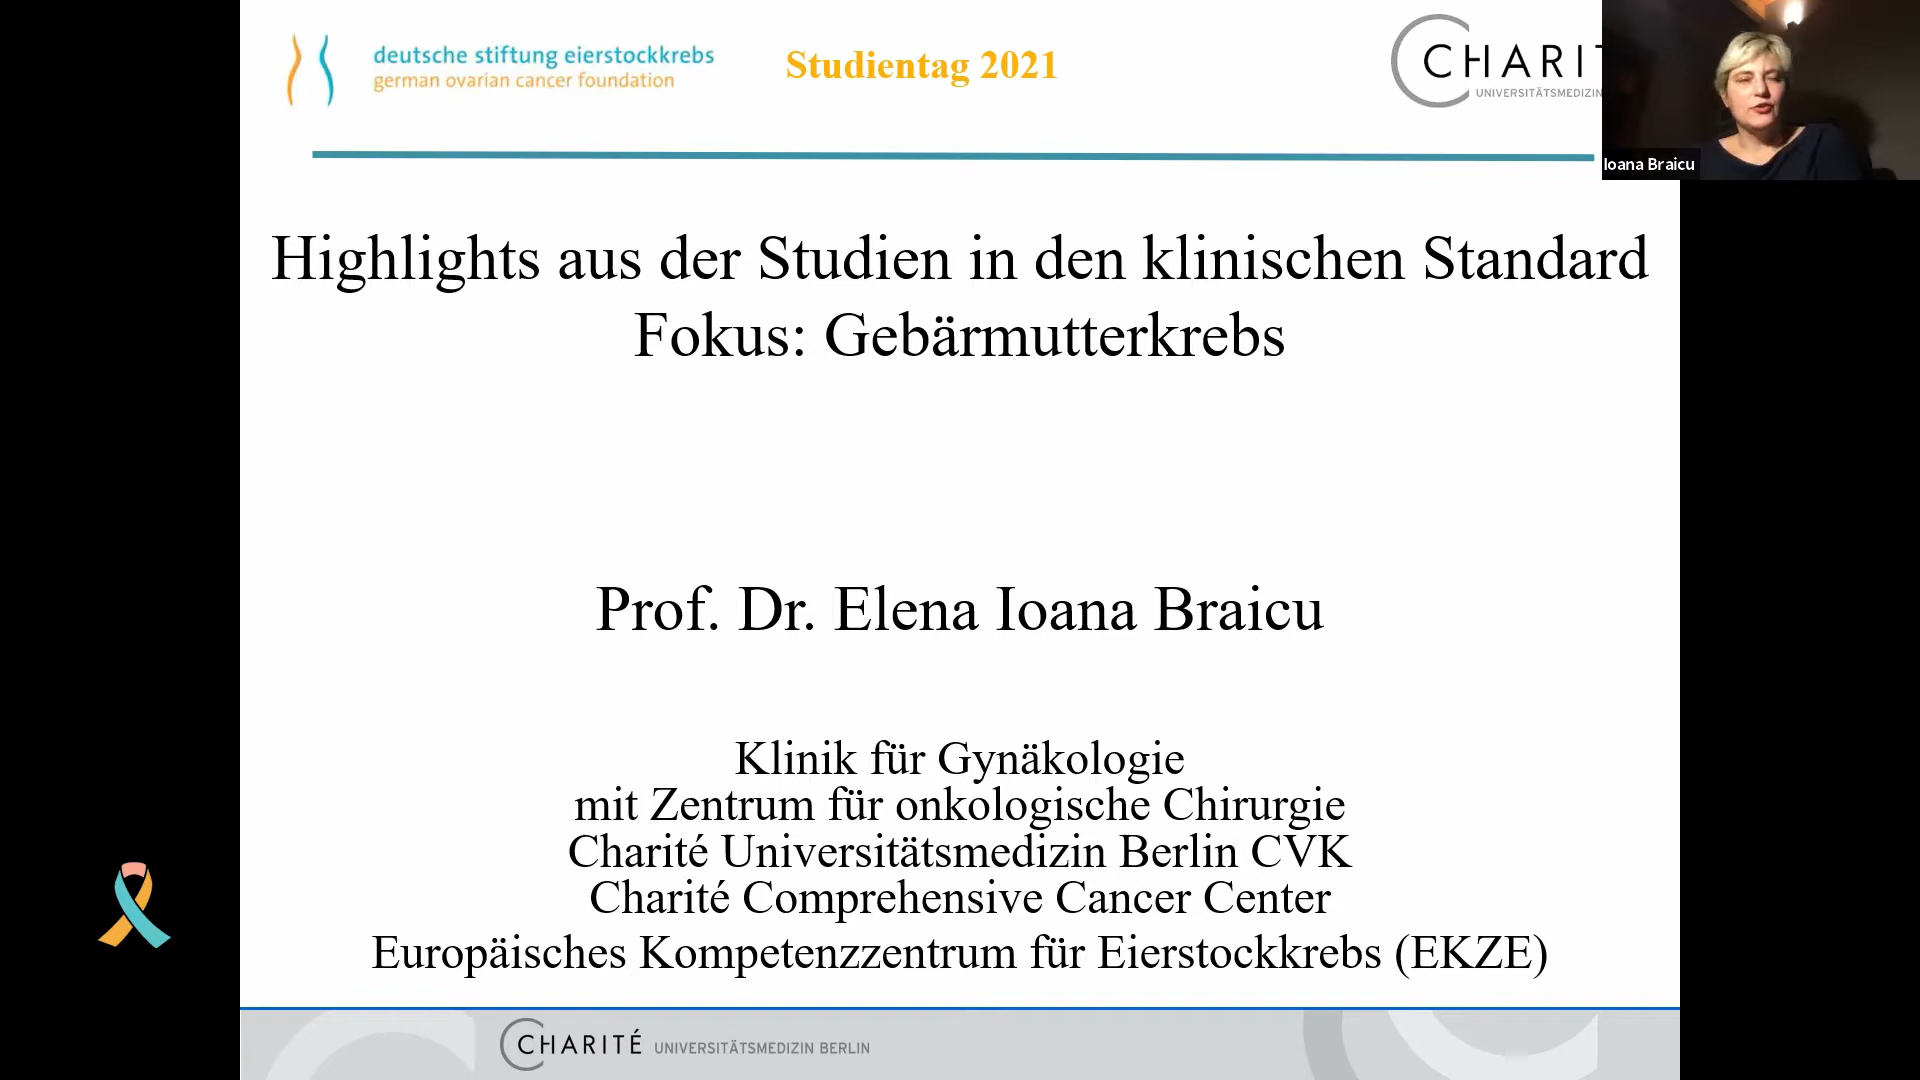 deutsche stiftung eierstockkrebs
german ovarian cancer foundation
Studientag 2021
CHARIT
UNIVERSITÄTSMEDIZIN
Ioana Braicu
Highlights aus der Studien in den klinischen Standard
Fokus: Gebärmutterkrebs
Prof. Dr. Elena Ioana Braicu
Klinik für Gynäkologie
mit Zentrum für onkologische Chirurgie
Charité Universitätsmedizin Berlin CVK
Charité Comprehensive Cancer Center
Europäisches Kompetenzzentrum für Eierstockkrebs (EKZE)
CHARITÉ UNIVERSITÄTSMEDIZIN BERLIN